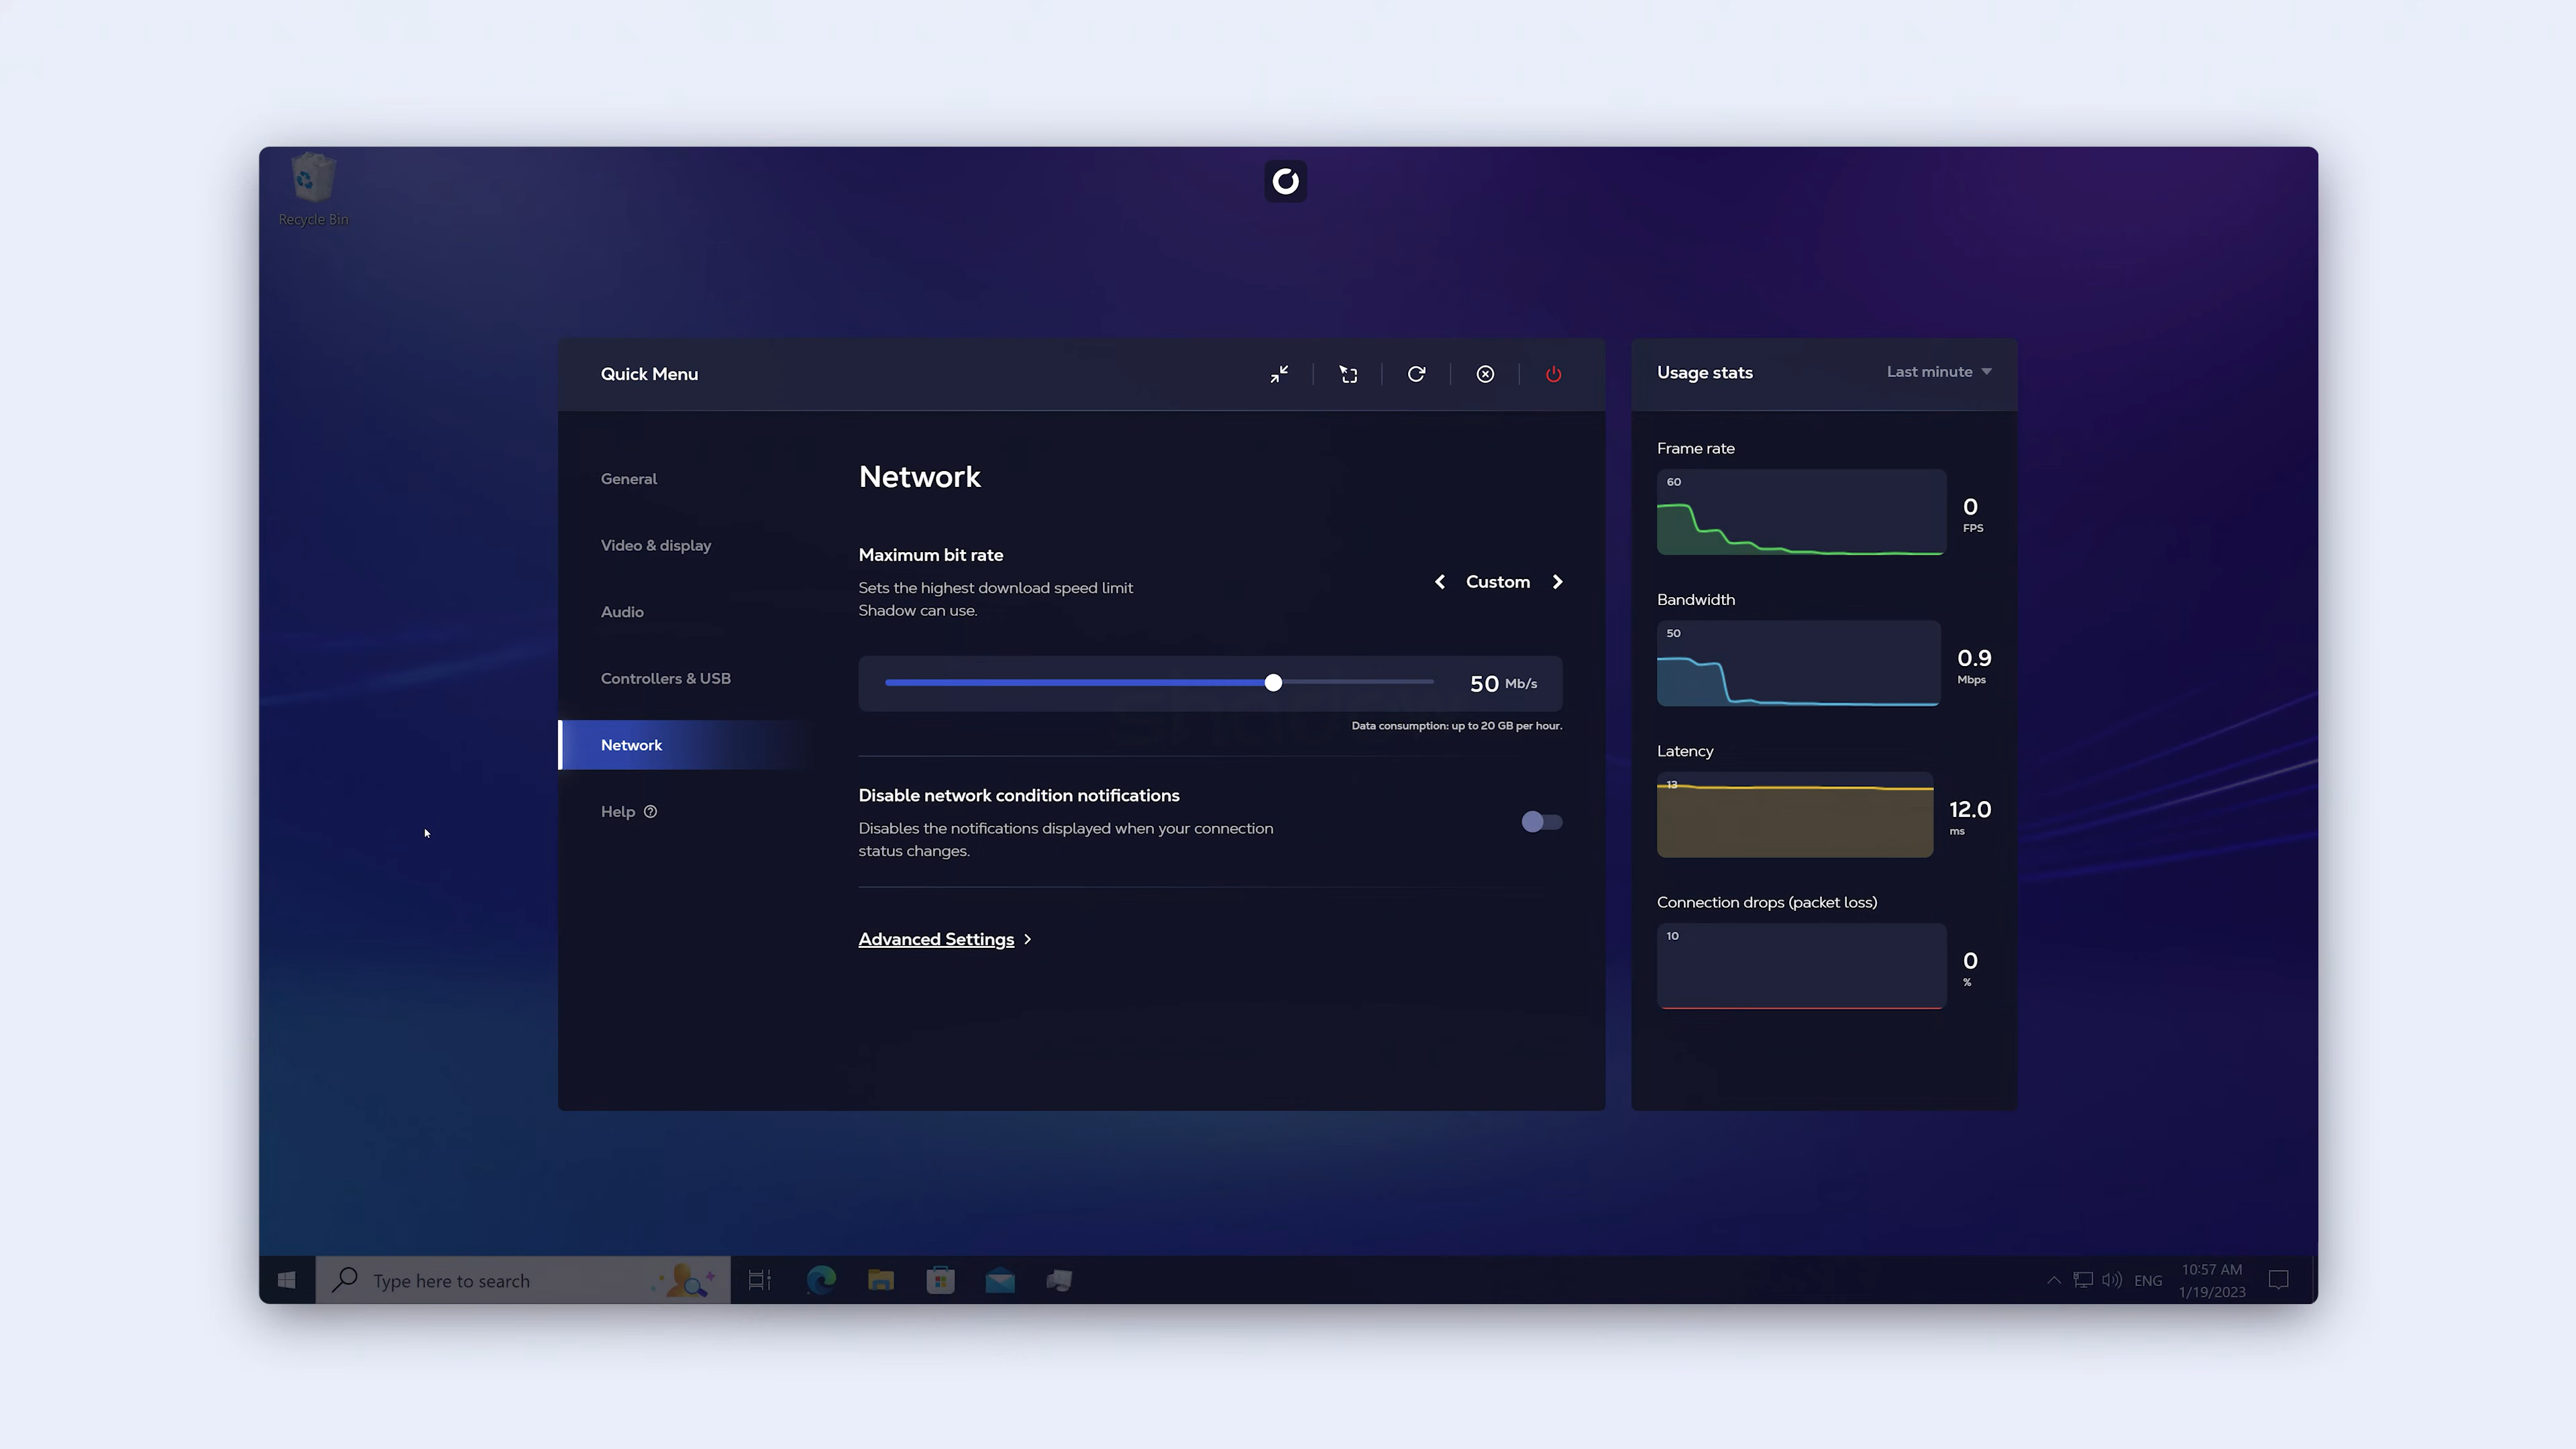 Recycle Bin
Quick Menu
General
Video & display
Audio
Controllers & USB
Network
Help
Network
Maximum bit rate
Sets the highest download speed limit
Shadow can use.
Custom
50 Mb/s
Data consumption: up to 20 GB per hour.
Disable network condition notifications
Disables the notifications displayed when your connection
status changes.
Advanced Settings
Usage stats
Last minute
Frame rate
60
0
FPS
Bandwidth
50
0.9
Mbps
Latency
13
12.0
ms
Connection drops (packet loss)
10
0
%
Type here to search
ENG
10:57 AM
1/19/2023